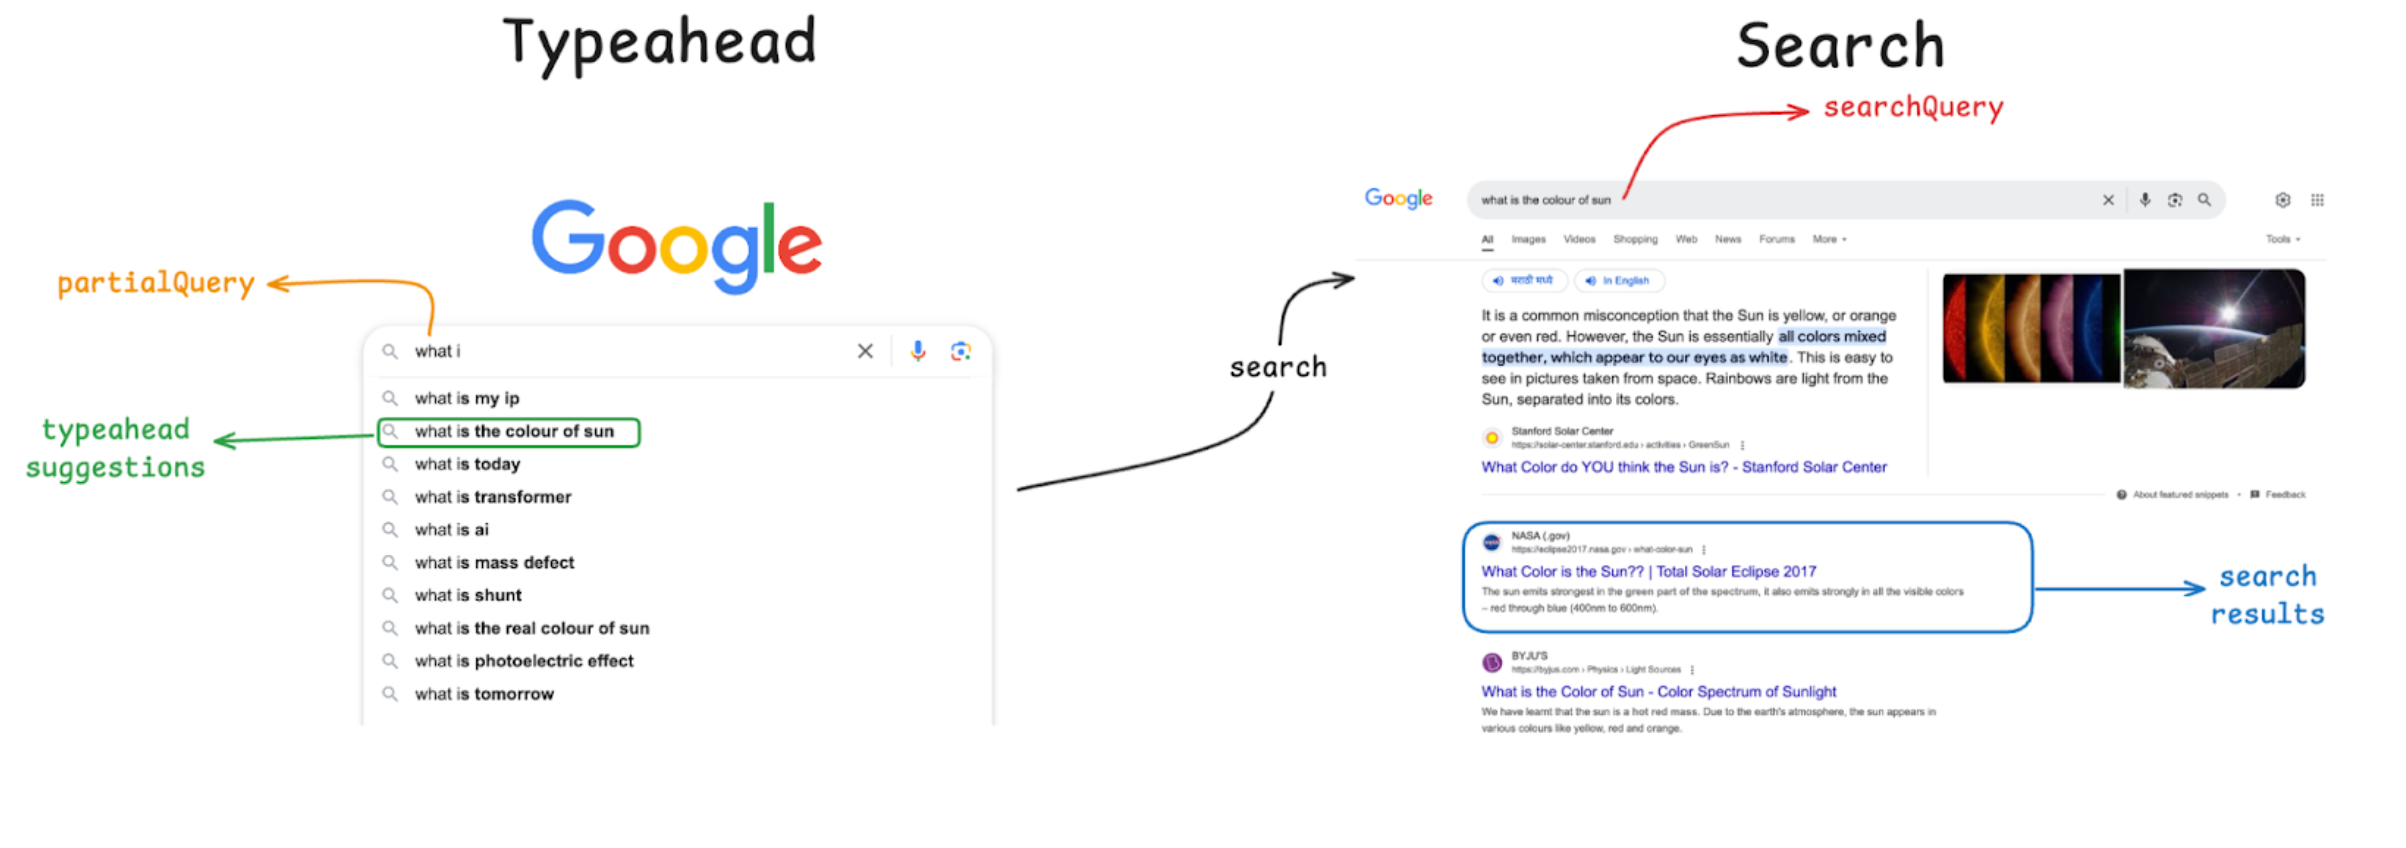 Typeahead
Google
partialQuery
what i
what is my ip
typeahead
suggestions
what is the colour of sun
what is today
what is transformer
what is ai
what is mass defect
what is shunt
what is the real colour of sun
what is photoelectric effect
what is tomorrow
search
Search
searchQuery
Google
what is the colour of sun
All Images Videos Shopping Web News Forums More Tools
मराठी मध्ये In English
It is a common misconception that the Sun is yellow, or orange
or even red. However, the Sun is essentially all colors mixed
together, which appear to our eyes as white. This is easy to
see in pictures taken from space. Rainbows are light from the
Sun, separated into its colors.
Stanford Solar Center
https://solar-center.stanford.edu › activities › GreenSun
What Color do YOU think the Sun is? - Stanford Solar Center
About featured snippets • Feedback
NASA (.gov)
https://eclipse2017.nasa.gov › what-color-sun
What Color is the Sun?? | Total Solar Eclipse 2017
The sun emits strongest in the green part of the spectrum, it also emits strongly in all the visible colors
– red through blue (400nm to 600nm).
search
results
BYJU'S
https://byjus.com › Physics › Light Sources
What is the Color of Sun - Color Spectrum of Sunlight
We have learnt that the sun is a hot red mass. Due to the earth's atmosphere, the sun appears in
various colours like yellow, red and orange.